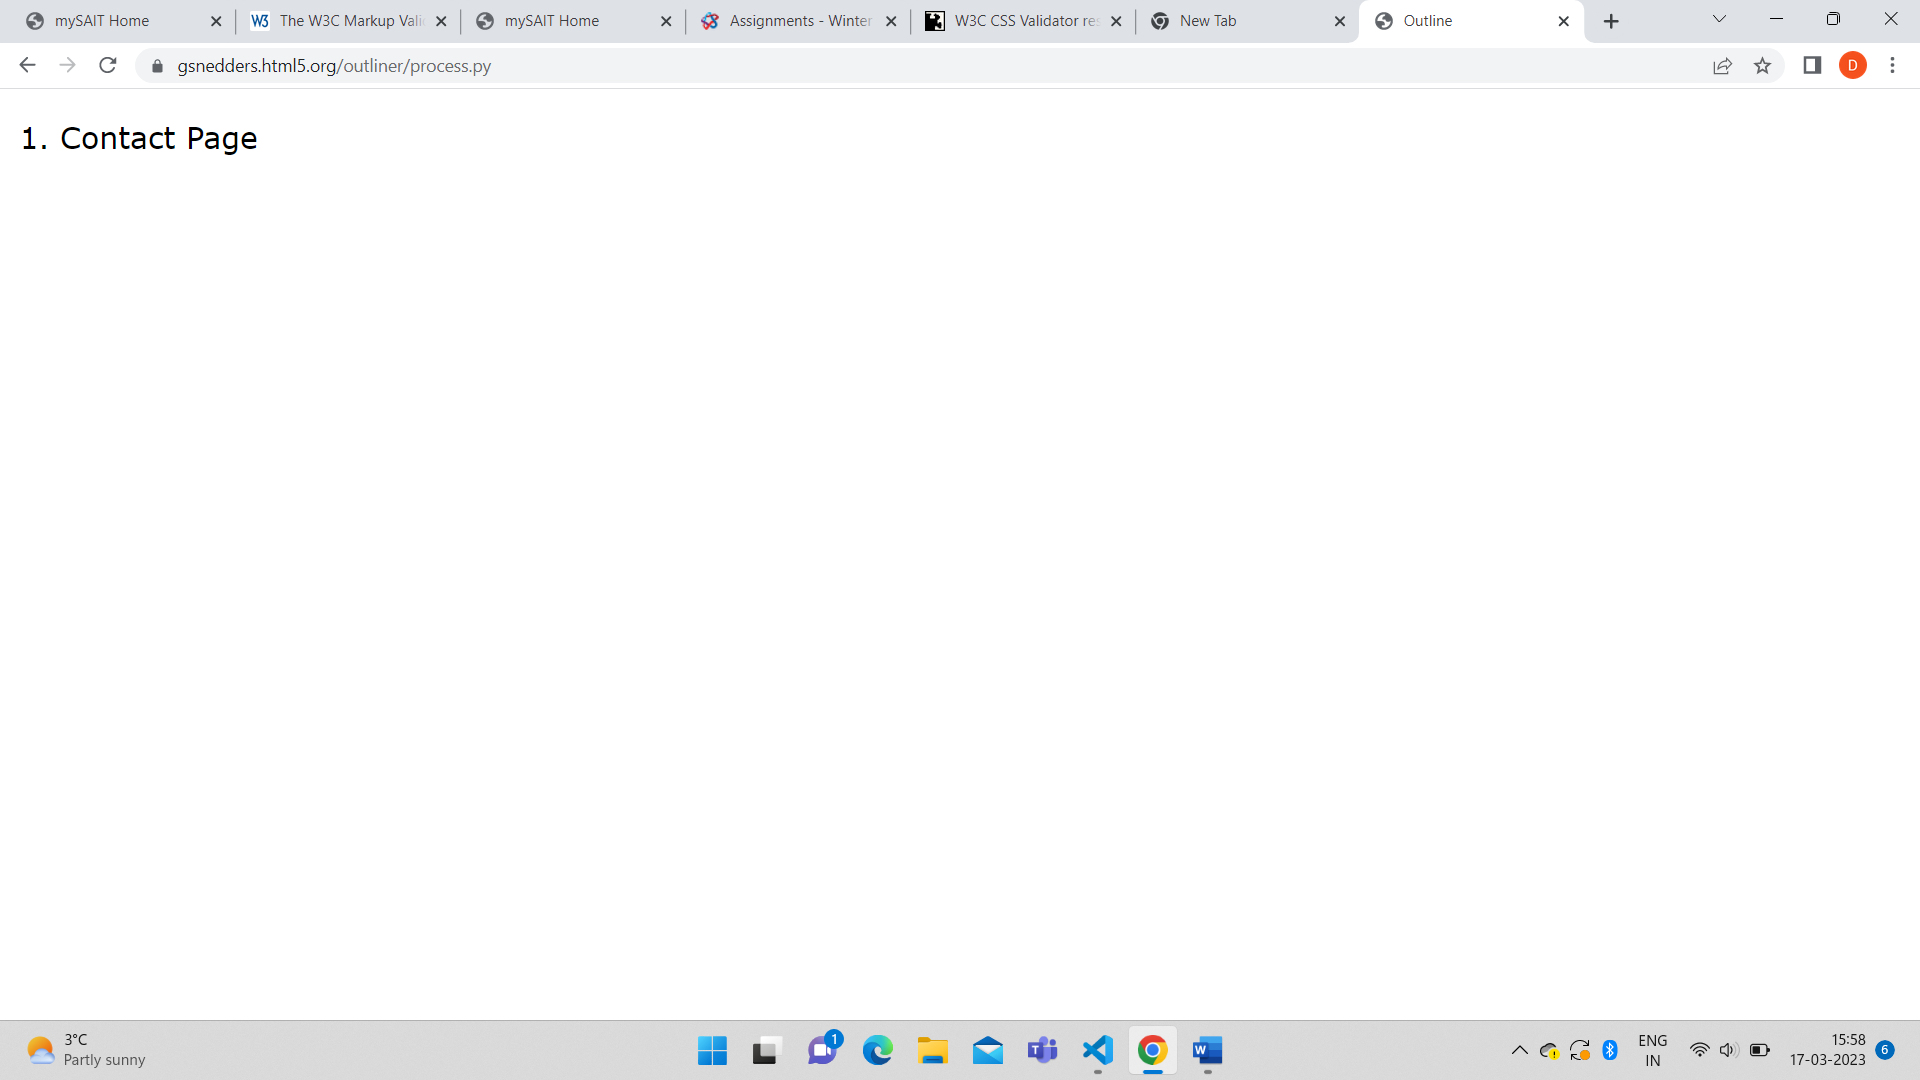 mySAIT Home
The W3C Markup Vali
mySAIT Home
Assignments - Winter
W3C CSS Validator res
New Tab
Outline
gsnedders.html5.org/outliner/process.py
D
1. Contact Page
3°C
Partly sunny
1
ENG
IN
15:58
17-03-2023
6